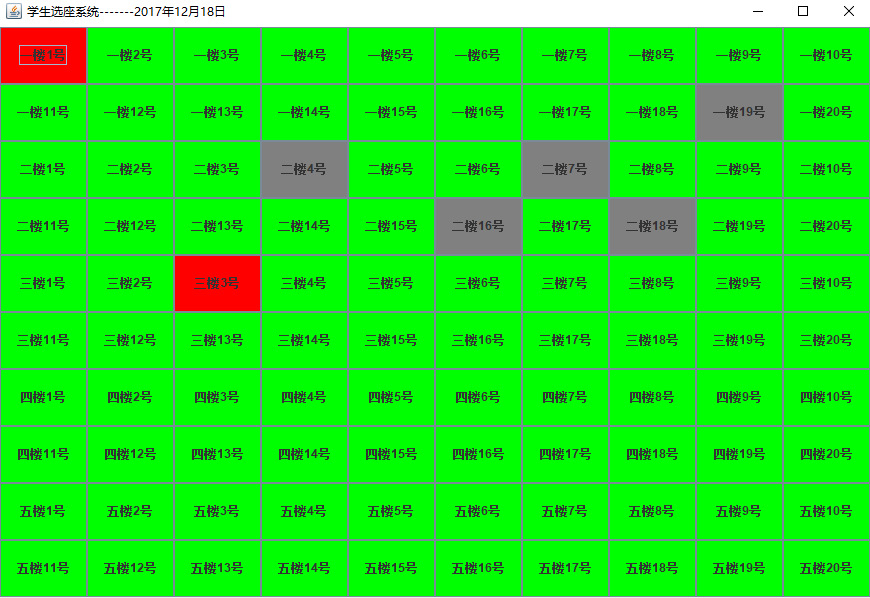 学生选座系统-------2017年12月18日
一楼1号 一楼2号 一楼3号 一楼4号 一楼5号 一楼6号 一楼7号 一楼8号 一楼9号 一楼10号
一楼11号 一楼12号 一楼13号 一楼14号 一楼15号 一楼16号 一楼17号 一楼18号 一楼19号 一楼20号
二楼1号 二楼2号 二楼3号 二楼4号 二楼5号 二楼6号 二楼7号 二楼8号 二楼9号 二楼10号
二楼11号 二楼12号 二楼13号 二楼14号 二楼15号 二楼16号 二楼17号 二楼18号 二楼19号 二楼20号
三楼1号 三楼2号 三楼3号 三楼4号 三楼5号 三楼6号 三楼7号 三楼8号 三楼9号 三楼10号
三楼11号 三楼12号 三楼13号 三楼14号 三楼15号 三楼16号 三楼17号 三楼18号 三楼19号 三楼20号
四楼1号 四楼2号 四楼3号 四楼4号 四楼5号 四楼6号 四楼7号 四楼8号 四楼9号 四楼10号
四楼11号 四楼12号 四楼13号 四楼14号 四楼15号 四楼16号 四楼17号 四楼18号 四楼19号 四楼20号
五楼1号 五楼2号 五楼3号 五楼4号 五楼5号 五楼6号 五楼7号 五楼8号 五楼9号 五楼10号
五楼11号 五楼12号 五楼13号 五楼14号 五楼15号 五楼16号 五楼17号 五楼18号 五楼19号 五楼20号